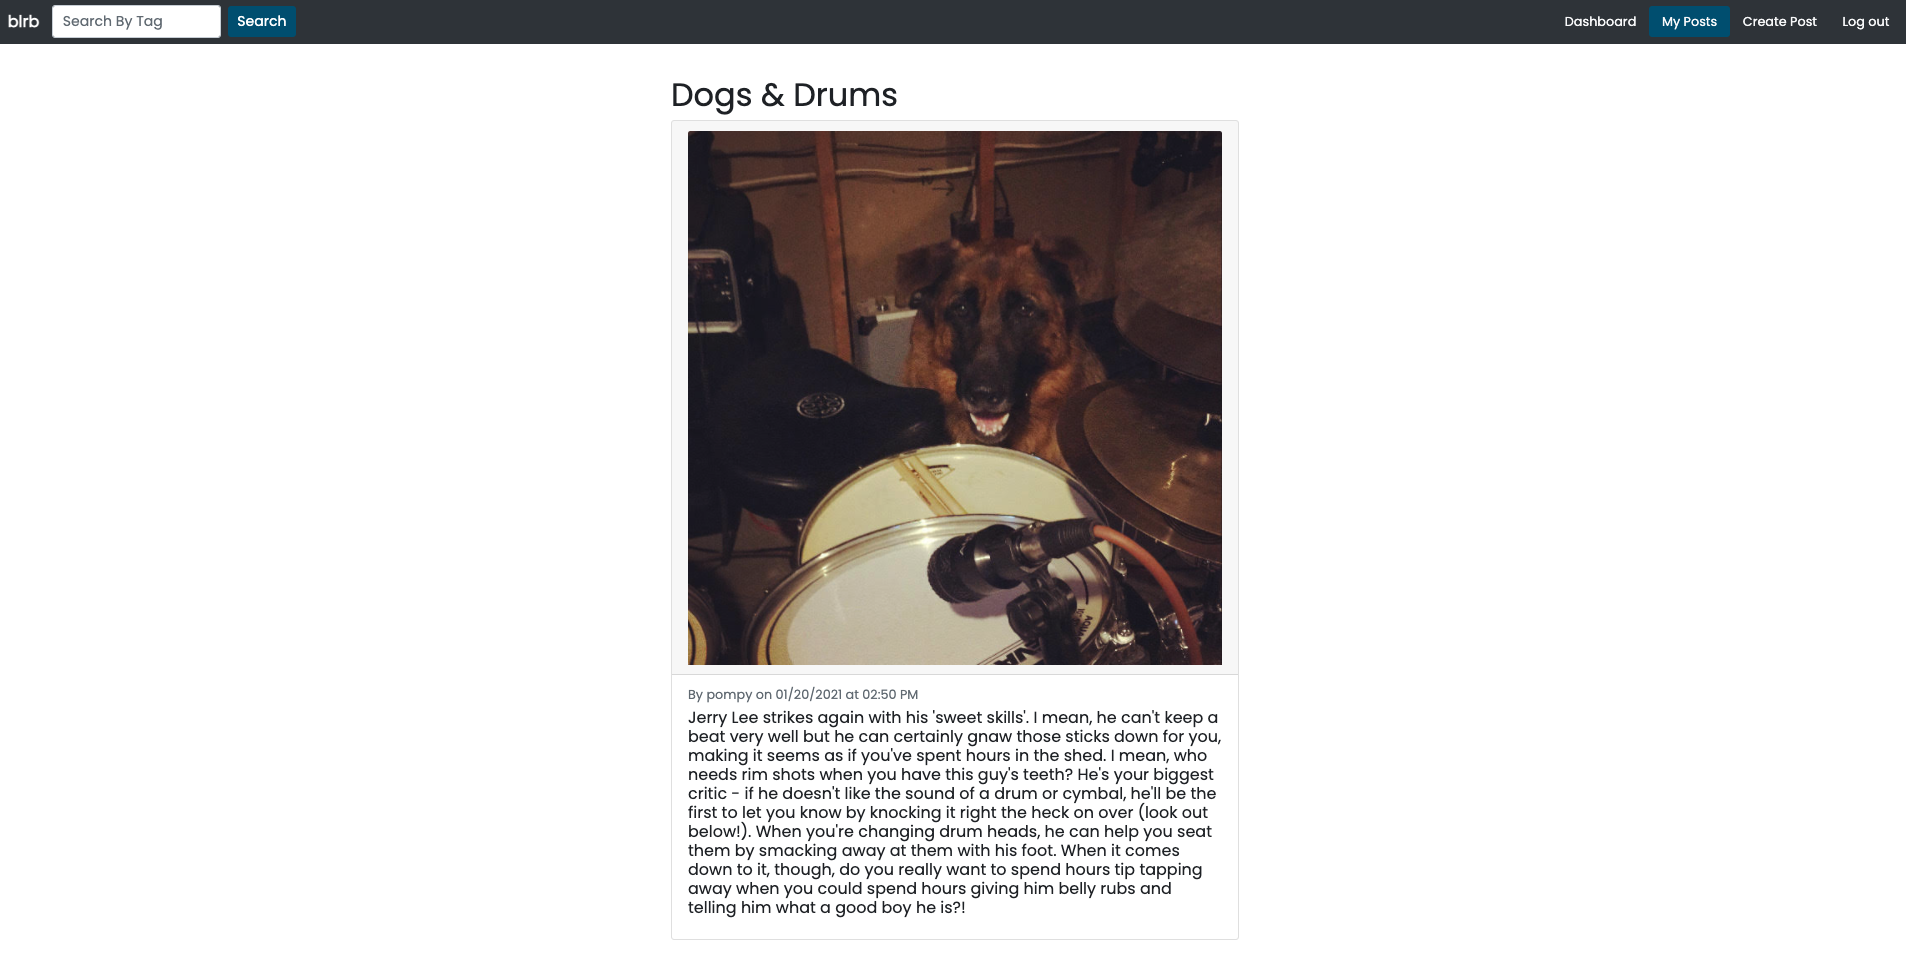 blrb Search By Tag Search Dashboard My Posts Create Post Log out
Dogs & Drums
By pompy on 01/20/2021 at 02:50 PM
Jerry Lee strikes again with his 'sweet skills'. I mean, he can't keep a
beat very well but he can certainly gnaw those sticks down for you,
making it seems as if you've spent hours in the shed. I mean, who
needs rim shots when you have this guy's teeth? He's your biggest
critic - if he doesn't like the sound of a drum or cymbal, he'll be the
first to let you know by knocking it right the heck on over (look out
below!). When you're changing drum heads, he can help you seat
them by smacking away at them with his foot. When it comes
down to it, though, do you really want to spend hours tip tapping
away when you could spend hours giving him belly rubs and
telling him what a good boy he is?!